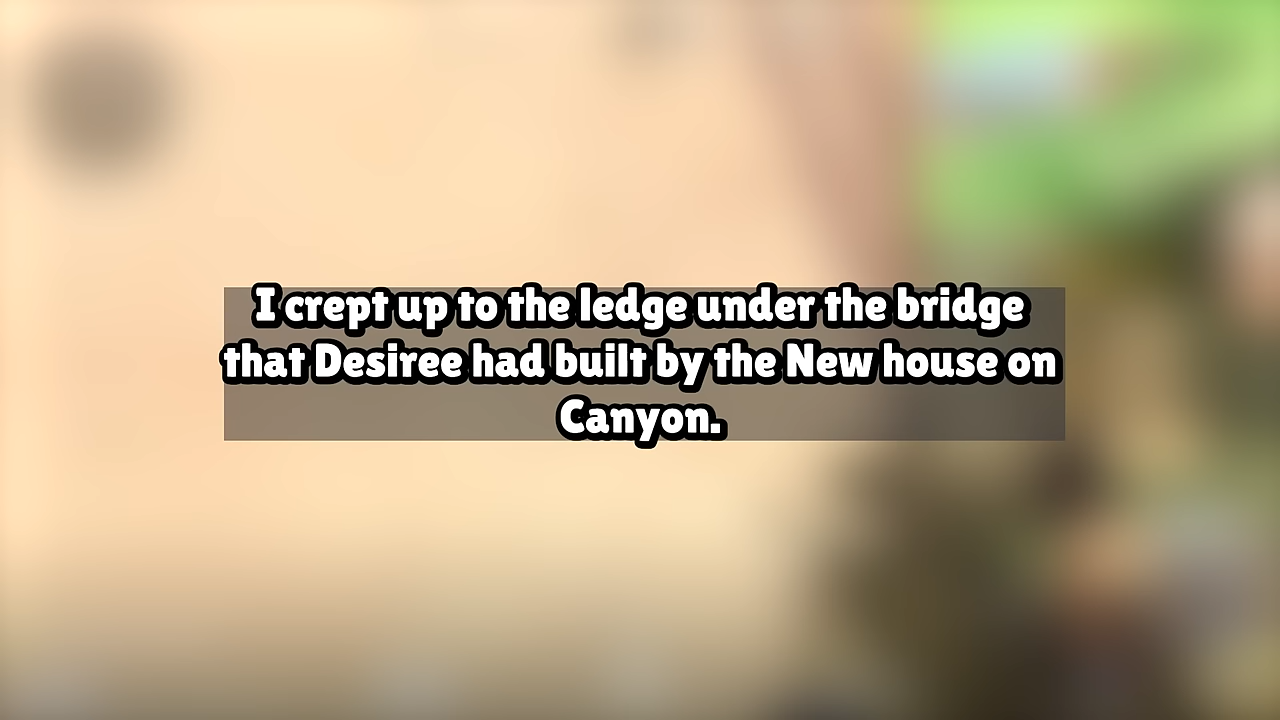 I crept up to the ledge under the bridge
that Desiree had built by the New house on
Canyon.